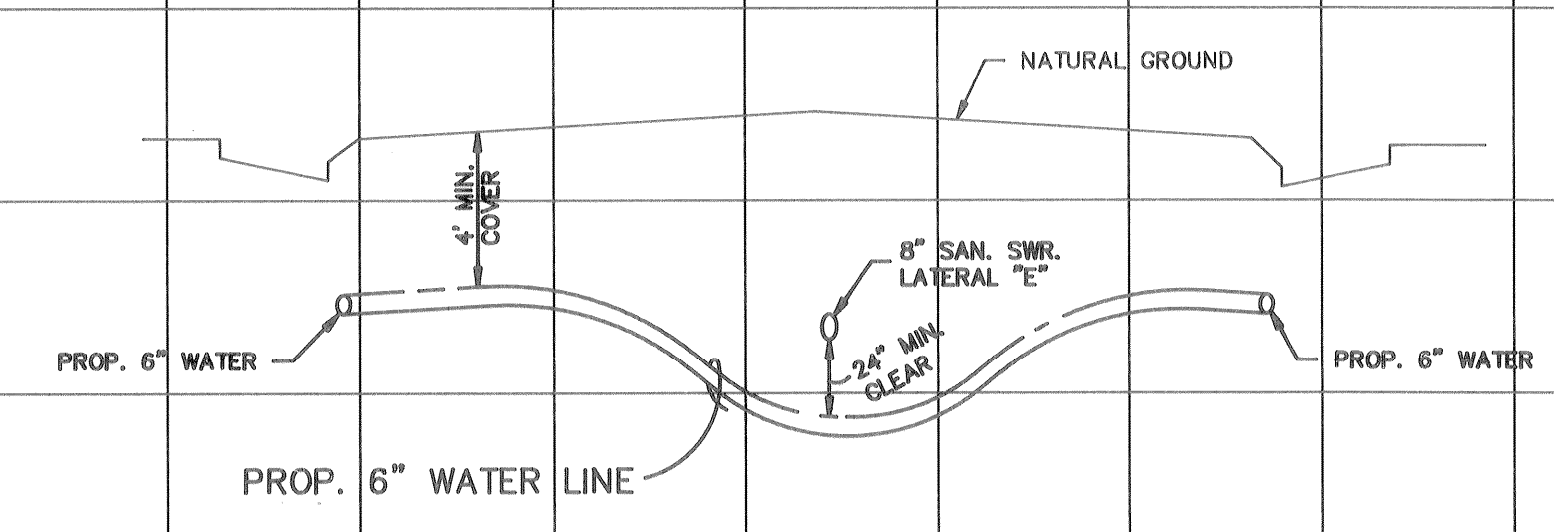 NATURAL GROUND
4' MIN.
COVER
8" SAN. SWR.
LATERAL "E"
24" MIN.
CLEAR
PROP. 6" WATER
PROP. 6" WATER
PROP. 6" WATER LINE